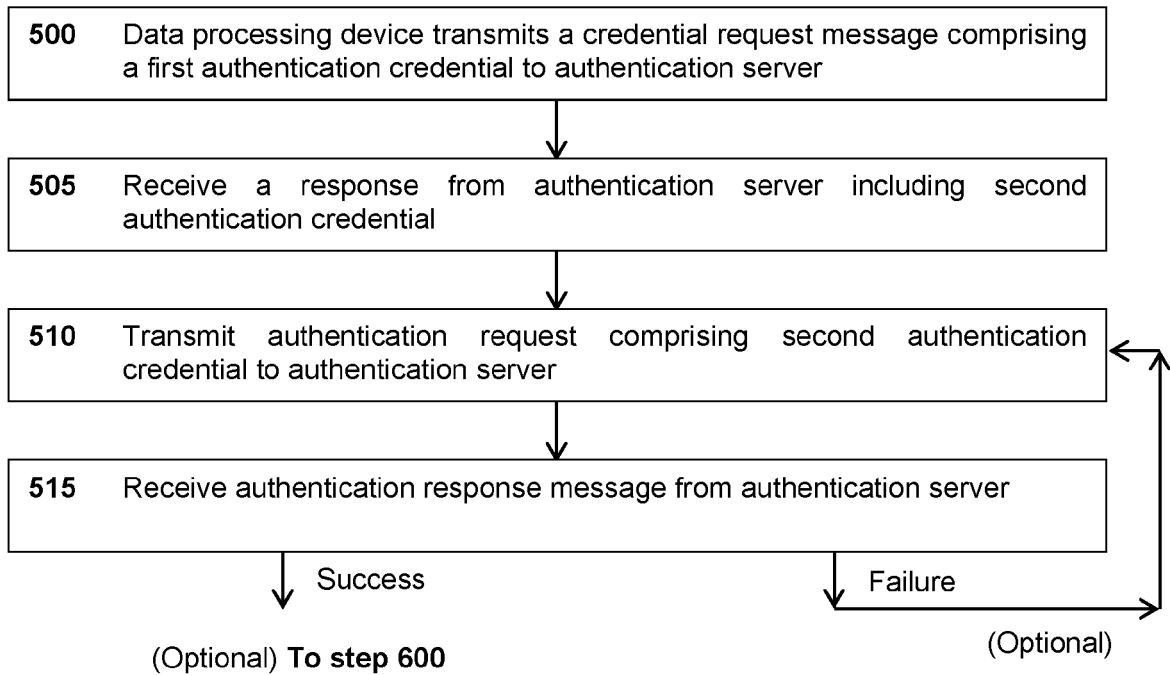 500 Data processing device transmits a credential request message comprising
a first authentication credential to authentication server
505 Receive a response from authentication server including second
authentication credential
510 Transmit authentication request comprising second authentication
credential to authentication server
515 Receive authentication response message from authentication server
Success
Failure
(Optional)
(Optional) To step 600